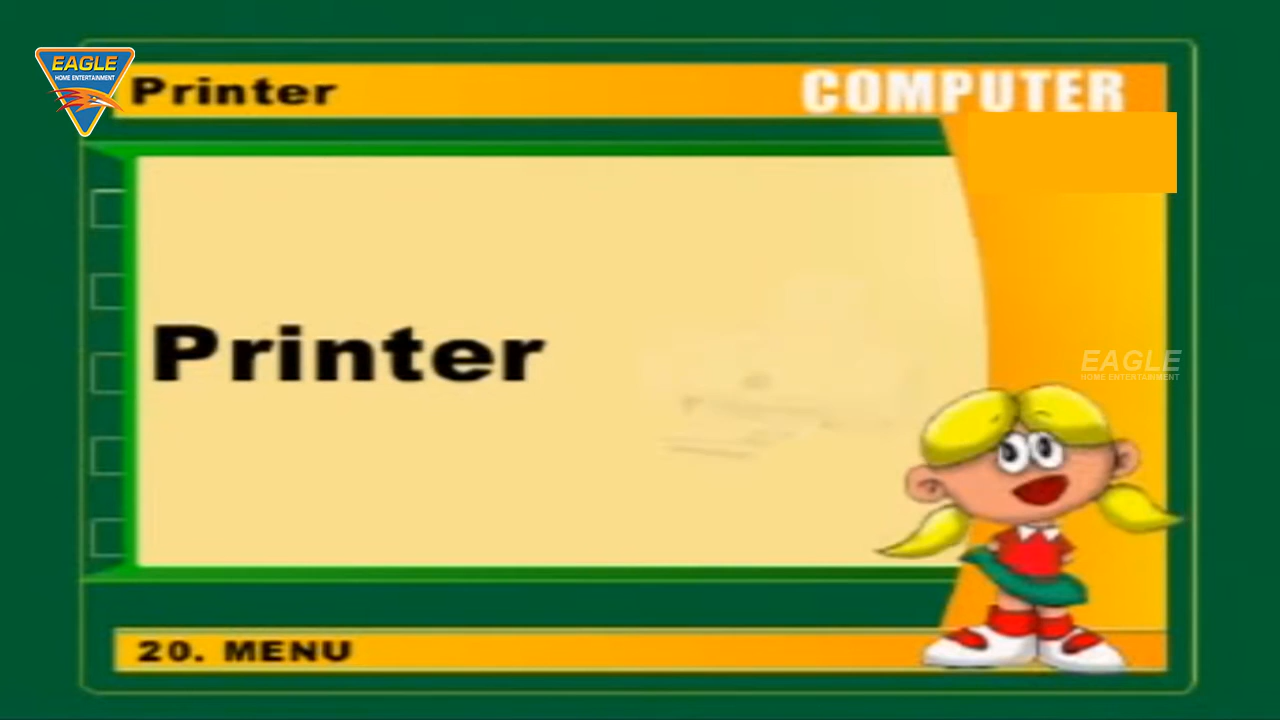 EAGLE
HOME ENTERTAINMENT
Printer
COMPUTER
Printer
EAGLE
HOME ENTERTAINMENT
20. MENU